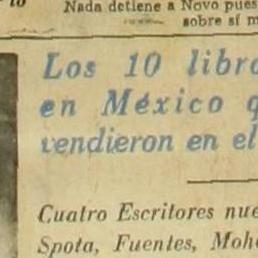 Nada detiene a Novo pues
sobre sí m
Los 10 libro
en México q
vendieron en el
Cuatro Escritores nue
Spota, Fuentes, Moh